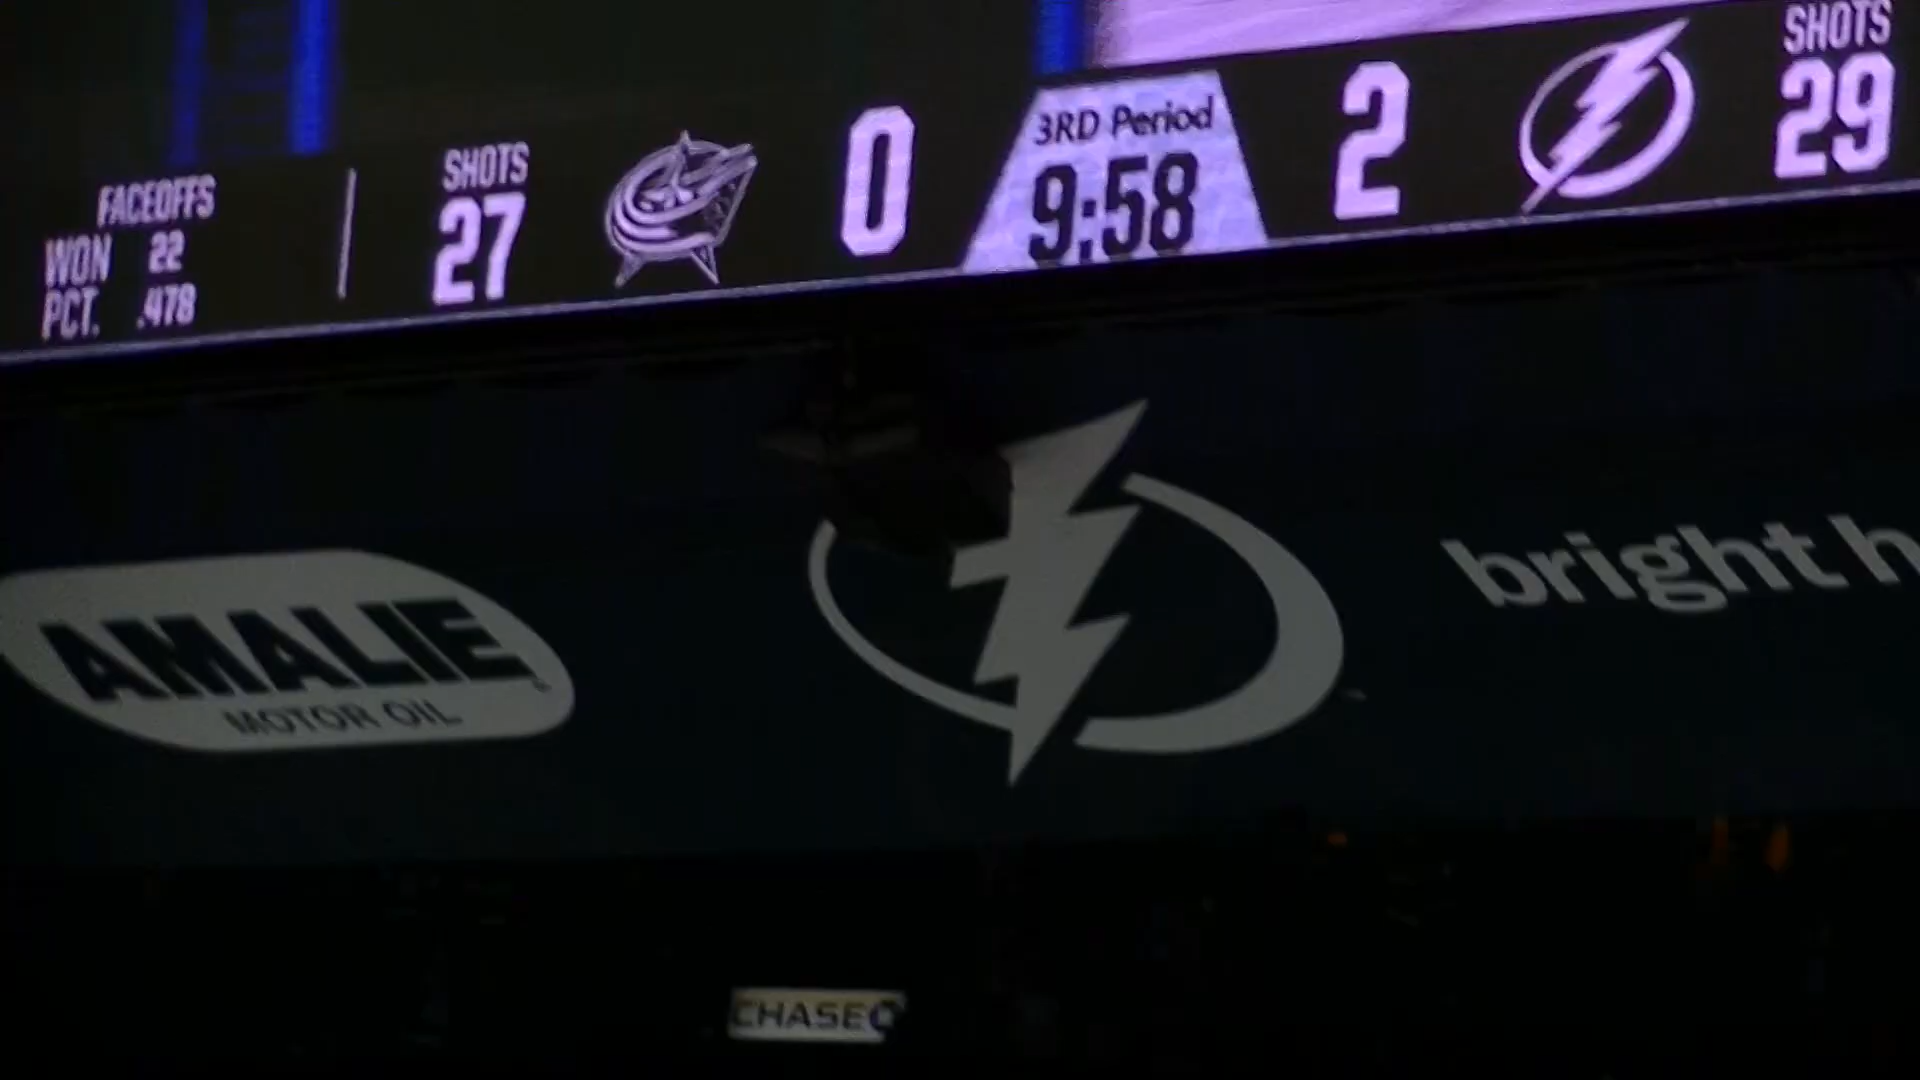 FACEOFFS
WON 22
PCT. .478
SHOTS
27
0
3RD Period
9:58
2
SHOTS
29
AMALIE
MOTOR OIL
bright h
CHASE